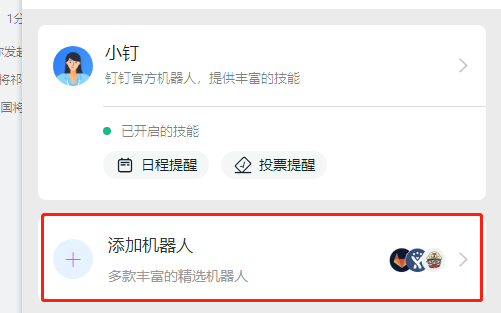 1分
你发起
小钉
将祁
钉钉官方机器人，提供丰富的技能
国将
已开启的技能
日程提醒
投票提醒
添加机器人
多款丰富的精选机器人